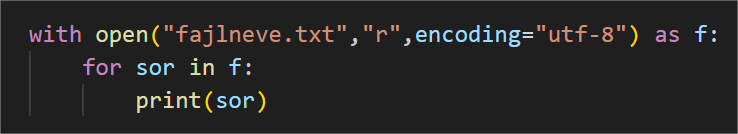 with open("fajlneve.txt","r",encoding="utf-8") as f:
    for sor in f:
        print(sor)